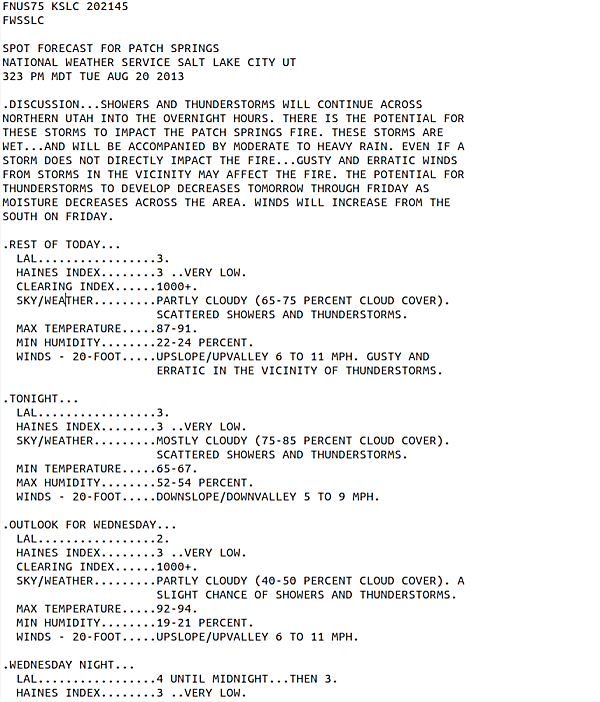 FNUS75 KSLC 202145
FWSSLC
SPOT FORECAST FOR PATCH SPRINGS
NATIONAL WEATHER SERVICE SALT LAKE CITY UT
323 PM MDT TUE AUG 20 2013
.DISCUSSION...SHOWERS AND THUNDERSTORMS WILL CONTINUE ACROSS
NORTHERN UTAH INTO THE OVERNIGHT HOURS. THERE IS THE POTENTIAL FOR
THESE STORMS TO IMPACT THE PATCH SPRINGS FIRE. THESE STORMS ARE
WET...AND WILL BE ACCOMPANIED BY MODERATE TO HEAVY RAIN. EVEN IF A
STORM DOES NOT DIRECTLY IMPACT THE FIRE...GUSTY AND ERRATIC WINDS
FROM STORMS IN THE VICINITY MAY AFFECT THE FIRE. THE POTENTIAL FOR
THUNDERSTORMS TO DEVELOP DECREASES TOMORROW THROUGH FRIDAY AS
MOISTURE DECREASES ACROSS THE AREA. WINDS WILL INCREASE FROM THE
SOUTH ON FRIDAY.
.REST OF TODAY...
LAL.................3.
HAINES INDEX........3 ..VERY LOW.
CLEARING INDEX......1000+.
SKY/WEATHER.........PARTLY CLOUDY (65-75 PERCENT CLOUD COVER).
SCATTERED SHOWERS AND THUNDERSTORMS.
MAX TEMPERATURE.....87-91.
MIN HUMIDITY........22-24 PERCENT.
WINDS - 20-FOOT.....UPSLOPE/UPVALLEY 6 TO 11 MPH. GUSTY AND
ERRATIC IN THE VICINITY OF THUNDERSTORMS.
.TONIGHT...
LAL.................3.
HAINES INDEX........3 ..VERY LOW.
SKY/WEATHER.........MOSTLY CLOUDY (75-85 PERCENT CLOUD COVER).
SCATTERED SHOWERS AND THUNDERSTORMS.
MIN TEMPERATURE.....65-67.
MAX HUMIDITY........52-54 PERCENT.
WINDS - 20-FOOT.....DOWNSLOPE/DOWNVALLEY 5 TO 9 MPH.
.OUTLOOK FOR WEDNESDAY...
LAL.................2.
HAINES INDEX........3 ..VERY LOW.
CLEARING INDEX......1000+.
SKY/WEATHER.........PARTLY CLOUDY (40-50 PERCENT CLOUD COVER). A
SLIGHT CHANCE OF SHOWERS AND THUNDERSTORMS.
MAX TEMPERATURE.....92-94.
MIN HUMIDITY........19-21 PERCENT.
WINDS - 20-FOOT.....UPSLOPE/UPVALLEY 6 TO 11 MPH.
.WEDNESDAY NIGHT...
LAL.................4 UNTIL MIDNIGHT...THEN 3.
HAINES INDEX........3 ..VERY LOW.